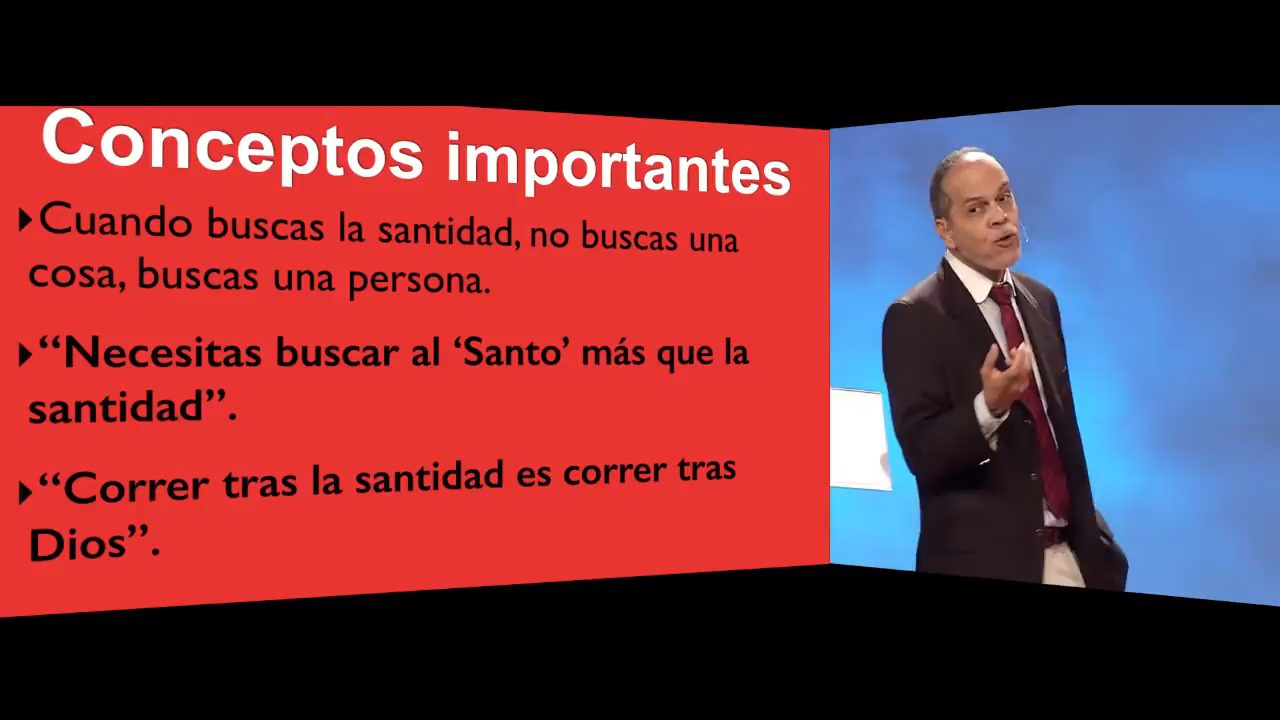 Conceptos importantes
Cuando buscas la santidad, no buscas una
cosa, buscas una persona.
“Necesitas buscar al ‘Santo’ más que la
santidad”.
“Correr tras la santidad es correr tras
Dios”.